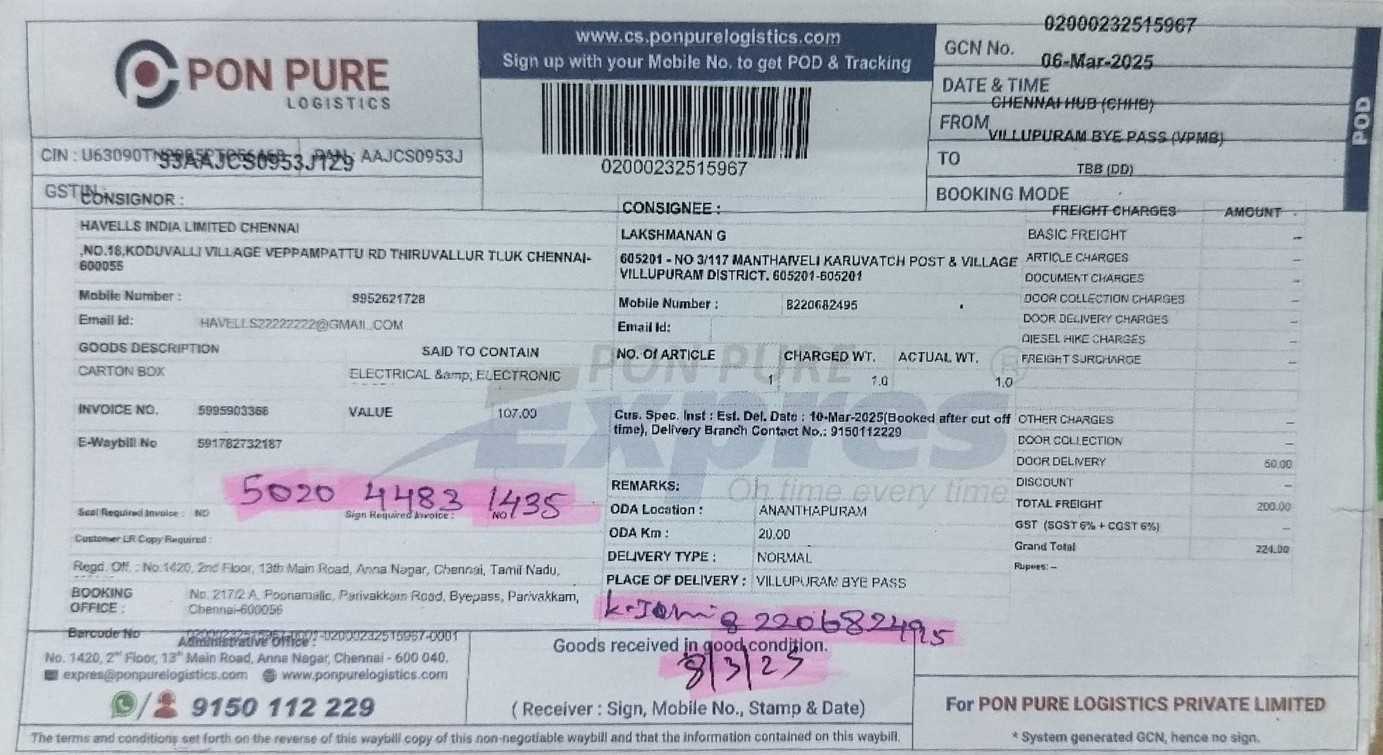 PON PURE
LOGISTICS
www.cs.ponpurelogistics.com
Sign up with your Mobile No. to get POD & Tracking
02000232515967
GCN No. 02000232515967
DATE & TIME 06-Mar-2025
FROM CHENNAI HUB (CHHB)
TO VILLUPURAM BYE PASS (VPMB)
BOOKING MODE TBB (DD)
POD
CIN : PAN : AAJCS0953J
GSTIN : 33AAJCS0953J1Z9
CONSIGNOR :
HAVELLS INDIA LIMITED CHENNAI
,NO.18,KODUVALLI VILLAGE VEPPAMPATTU RD THIRUVALLUR TLUK CHENNAI-
600055
Mobile Number : 9952621728
Email Id: HAVELLS22222222@GMAIL.COM
GOODS DESCRIPTION SAID TO CONTAIN
CARTON BOX ELECTRICAL &amp; ELECTRONIC
INVOICE NO. 5995903368 VALUE 107.00
E-Waybill No 591782732187
5020 4483 1435
Seal Required Invoice : NO Sign Required Invoice : NO
Customer LR Copy Required :
Regd. Off. : No.1420, 2nd Floor, 13th Main Road, Anna Nagar, Chennai, Tamil Nadu,
BOOKING OFFICE : No. 217/2 A, Poonamalle, Parivakkam Road, Byepass, Parivakkam,
Chennai-600056
Barcode No 02000232515967-0001-02000232515967-0001
CONSIGNEE :
LAKSHMANAN G
605201 - NO 3/117 MANTHAIVELI KARUVATCH POST & VILLAGE
VILLUPURAM DISTRICT. 605201-605201
Mobile Number : 8220682495
Email Id:
NO. Of ARTICLE CHARGED WT. ACTUAL WT.
1 1.0 1.0
PON PURE
Expres
On time every time
Cus. Spec. Inst : Est. Del. Date : 10-Mar-2025(Booked after cut off
time), Delivery Branch Contact No.: 9150112229
REMARKS:
ODA Location : ANANTHAPURAM
ODA Km : 20.00
DELIVERY TYPE : NORMAL
PLACE OF DELIVERY : VILLUPURAM BYE PASS
8220682495
FREIGHT CHARGES AMOUNT
BASIC FREIGHT –
ARTICLE CHARGES –
DOCUMENT CHARGES –
DOOR COLLECTION CHARGES –
DOOR DELIVERY CHARGES –
DIESEL HIKE CHARGES –
FREIGHT SURCHARGE –
OTHER CHARGES –
DOOR COLLECTION –
DOOR DELIVERY 50.00
DISCOUNT –
TOTAL FREIGHT 200.00
GST (SGST 6% + CGST 6%) –
Grand Total 224.00
Rupees: –
Administrative Office :
No. 1420, 2nd Floor, 13th Main Road, Anna Nagar, Chennai - 600 040.
expres@ponpurelogistics.com www.ponpurelogistics.com
9150 112 229
Goods received in good condition.
8/3/25
( Receiver : Sign, Mobile No., Stamp & Date)
For PON PURE LOGISTICS PRIVATE LIMITED
* System generated GCN, hence no sign.
The terms and conditions set forth on the reverse of this waybill copy of this non-negotiable waybill and that the information contained on this waybill.